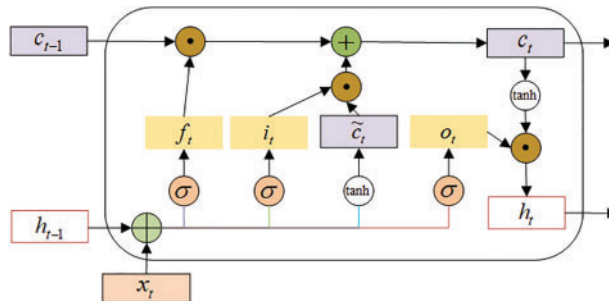 c_{t-1} + c_t
tanh
f_t i_t c̃_t o_t
σ σ tanh σ
h_{t-1} h_t
x_t